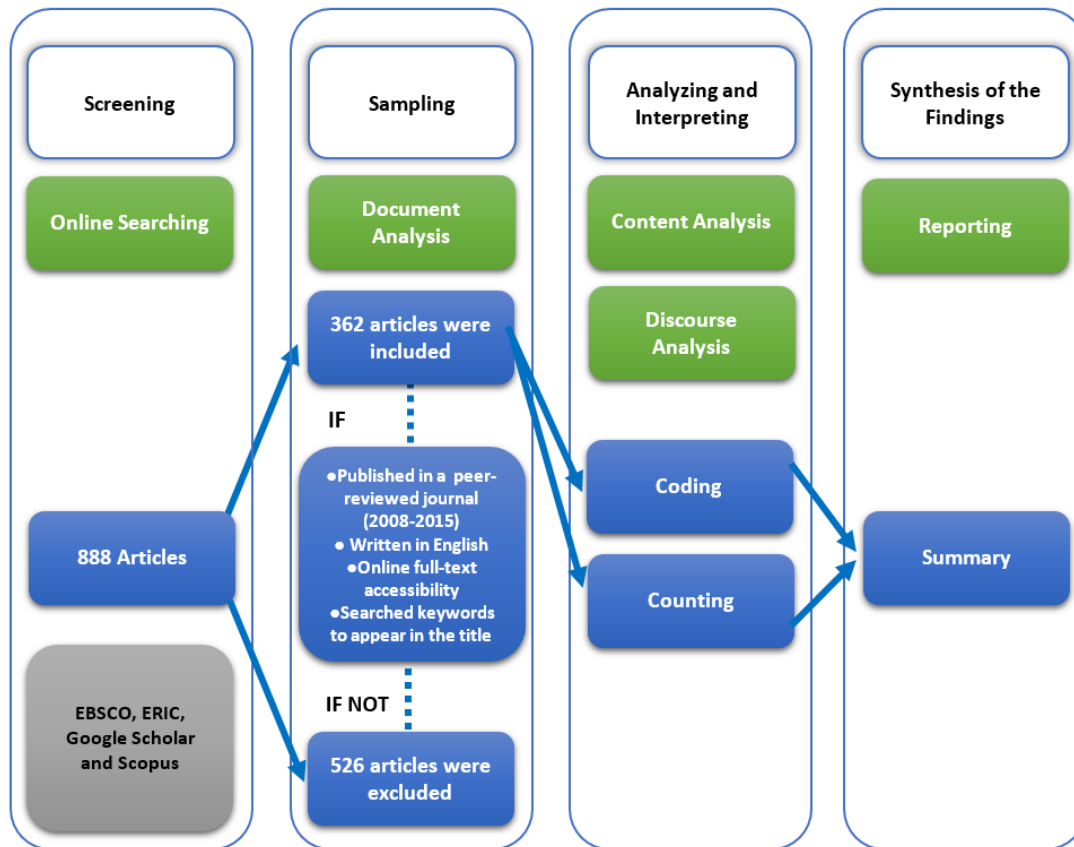 Screening
Online Searching
888 Articles
EBSCO, ERIC,
Google Scholar
and Scopus
Sampling
Document
Analysis
362 articles were
included
IF
●Published in a peer-
reviewed journal
(2008-2015)
● Written in English
●Online full-text
accessibility
●Searched keywords
to appear in the title
IF NOT
526 articles were
excluded
Analyzing and
Interpreting
Content Analysis
Discourse
Analysis
Coding
Counting
Synthesis of the
Findings
Reporting
Summary